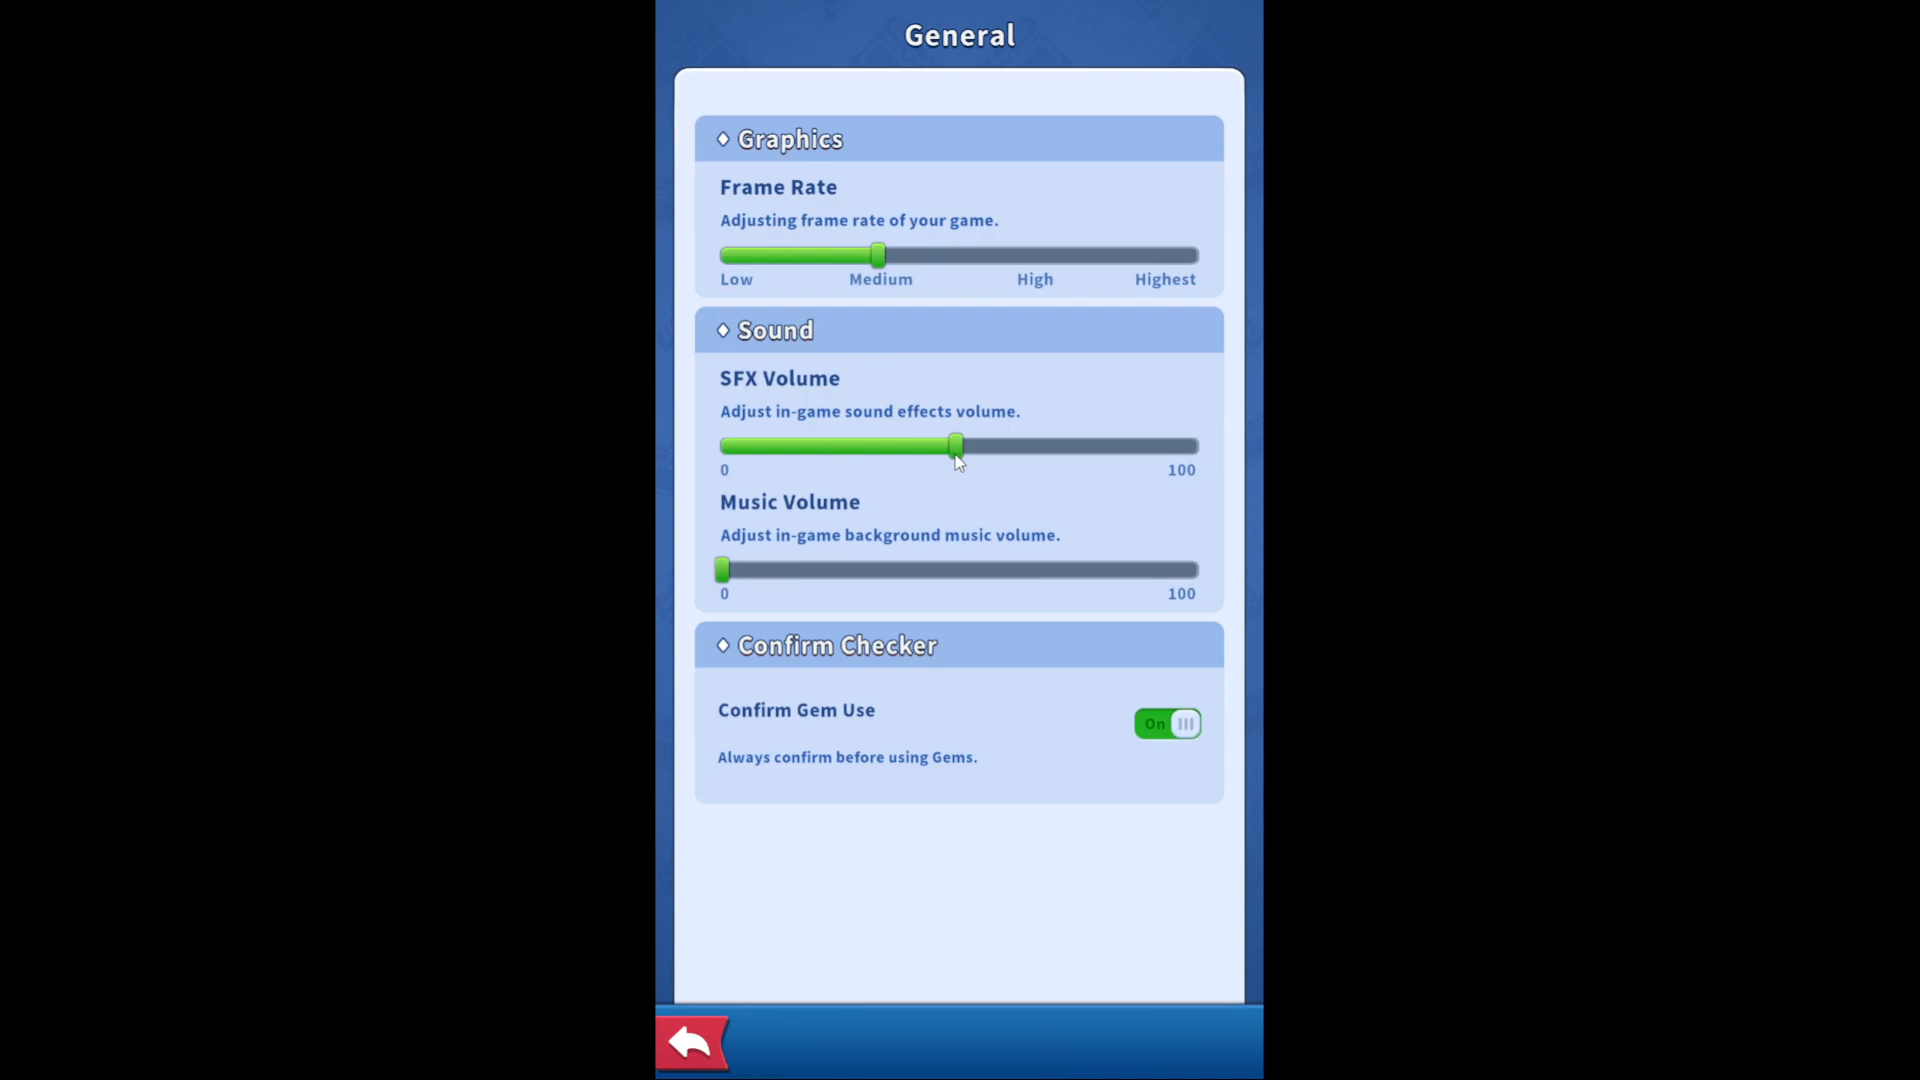 General
Graphics
Frame Rate
Adjusting frame rate of your game.
Low Medium High Highest
Sound
SFX Volume
Adjust in-game sound effects volume.
0 100
Music Volume
Adjust in-game background music volume.
0 100
Confirm Checker
Confirm Gem Use
On
Always confirm before using Gems.